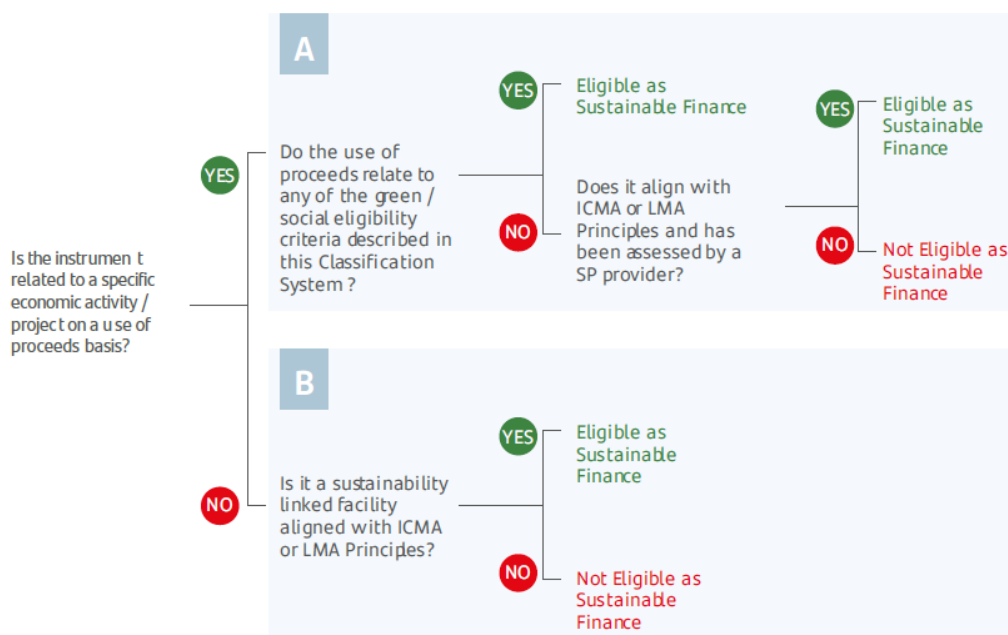 Is the instrumen t
related to a specific
economic activity /
project on a use of
proceeds basis?
YES
A
Do the use of
proceeds relate to
any of the green /
social eligibility
criteria described in
this Classification
System ?
YES
Eligible as
Sustainable Finance
NO
Does it align with
ICMA or LMA
Principles and has
been assessed by a
SP provider?
YES
Eligible as
Sustainable
Finance
NO
Not Eligible as
Sustainable
Finance
NO
B
Is it a sustainability
linked facility
aligned with ICMA
or LMA Principles?
YES
Eligible as
Sustainable
Finance
NO
Not Eligible as
Sustainable
Finance